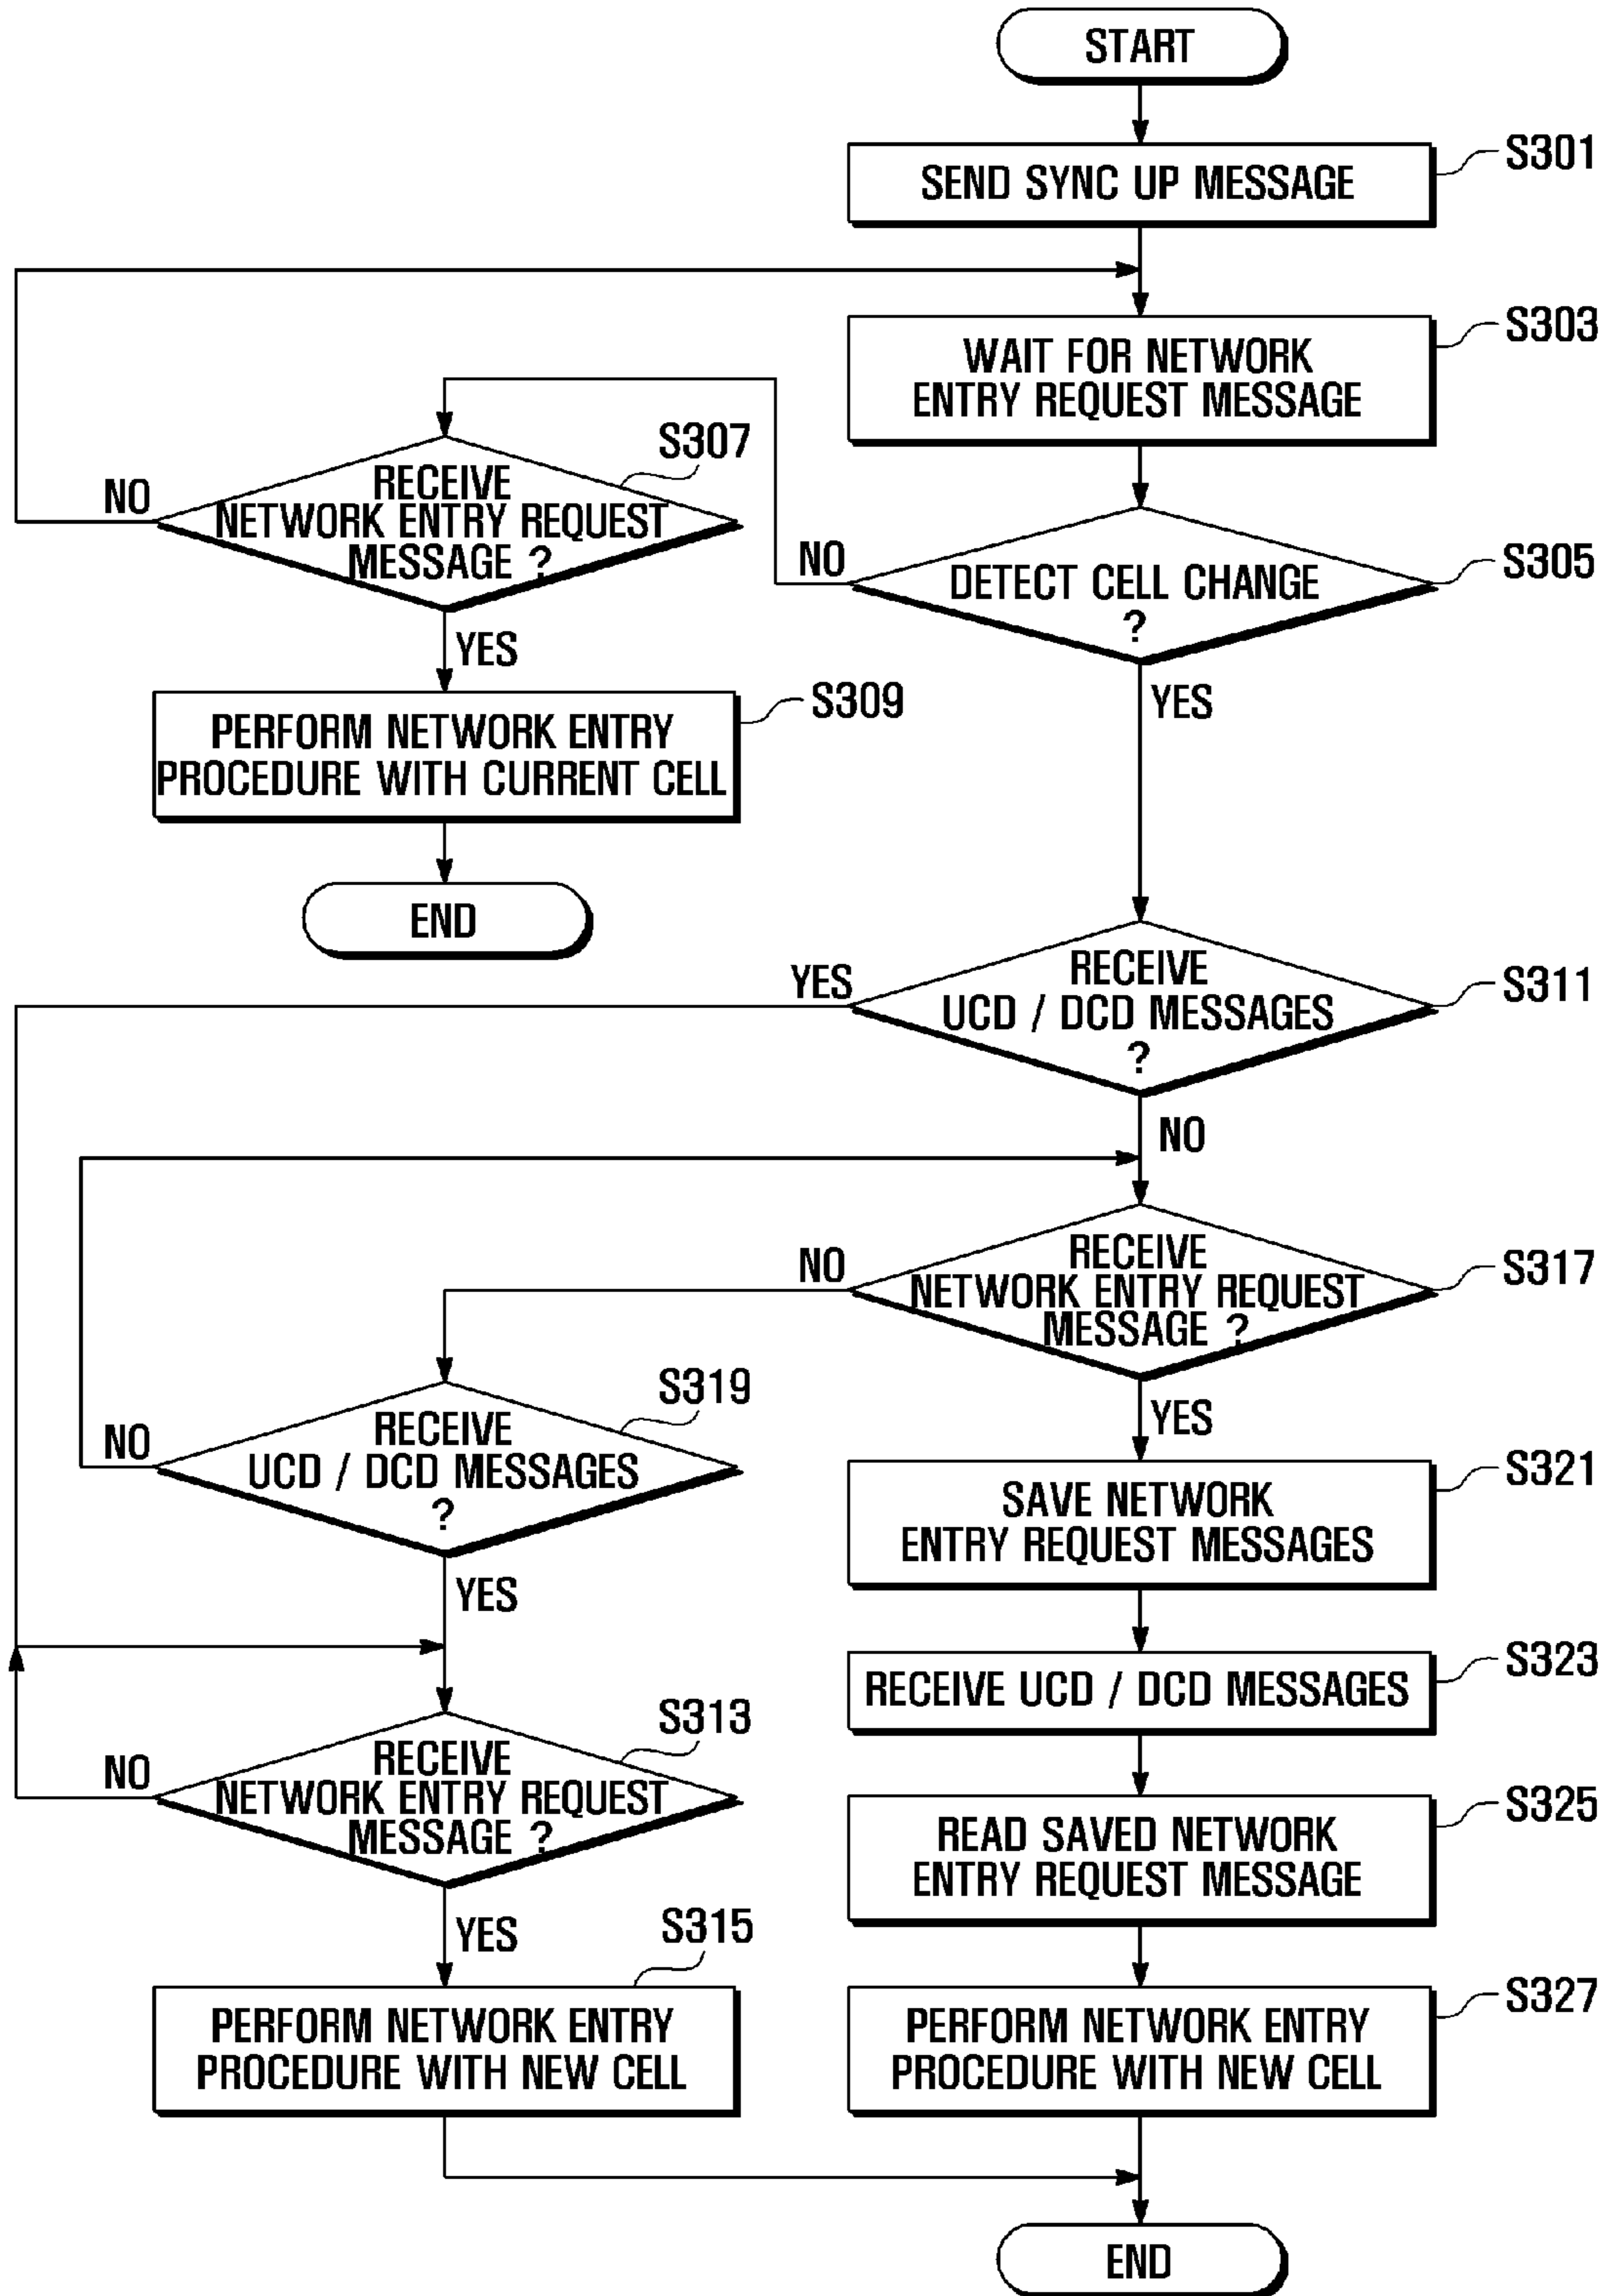 START
SEND SYNC UP MESSAGE
S301
WAIT FOR NETWORK
ENTRY REQUEST MESSAGE
S303
DETECT CELL CHANGE
?
S305
NO
YES
RECEIVE
NETWORK ENTRY REQUEST
MESSAGE ?
S307
NO
YES
PERFORM NETWORK ENTRY
PROCEDURE WITH CURRENT CELL
S309
END
RECEIVE
UCD / DCD MESSAGES
?
S311
YES
NO
RECEIVE
NETWORK ENTRY REQUEST
MESSAGE ?
S317
NO
YES
RECEIVE
UCD / DCD MESSAGES
?
S319
NO
YES
SAVE NETWORK
ENTRY REQUEST MESSAGES
S321
RECEIVE UCD / DCD MESSAGES
S323
RECEIVE
NETWORK ENTRY REQUEST
MESSAGE ?
S313
NO
YES
READ SAVED NETWORK
ENTRY REQUEST MESSAGE
S325
PERFORM NETWORK ENTRY
PROCEDURE WITH NEW CELL
S315
PERFORM NETWORK ENTRY
PROCEDURE WITH NEW CELL
S327
END